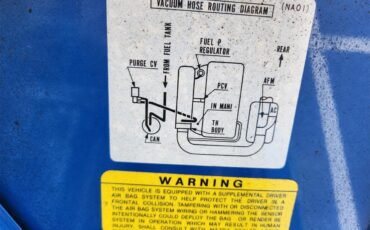 VACUUM HOSE ROUTING DIAGRAM
(NA01)
FROM FUEL TANK
FUEL P
REGULATOR
REAR
PURGE CV
AFM
PCV
IN MANI
AC
TH
BODY
CAN
WARNING
THIS VEHICLE IS EQUIPPED WITH A SUPPLEMENTAL DRIVER
AIR BAG SYSTEM TO HELP PROTECT THE DRIVER IN A
FRONTAL COLLISION. TAMPERING WITH OR DISCONNECTED
THE AIR BAG SYSTEM WIRING OR HAMMERING THE SENSOR
INTENTIONALLY COULD DEPLOY THE BAG, OR RENDER THE
SYSTEM IN OPERATION WHICH MAY RESULT IN HUMAN
INJURY. SHALL CONSULT WITH